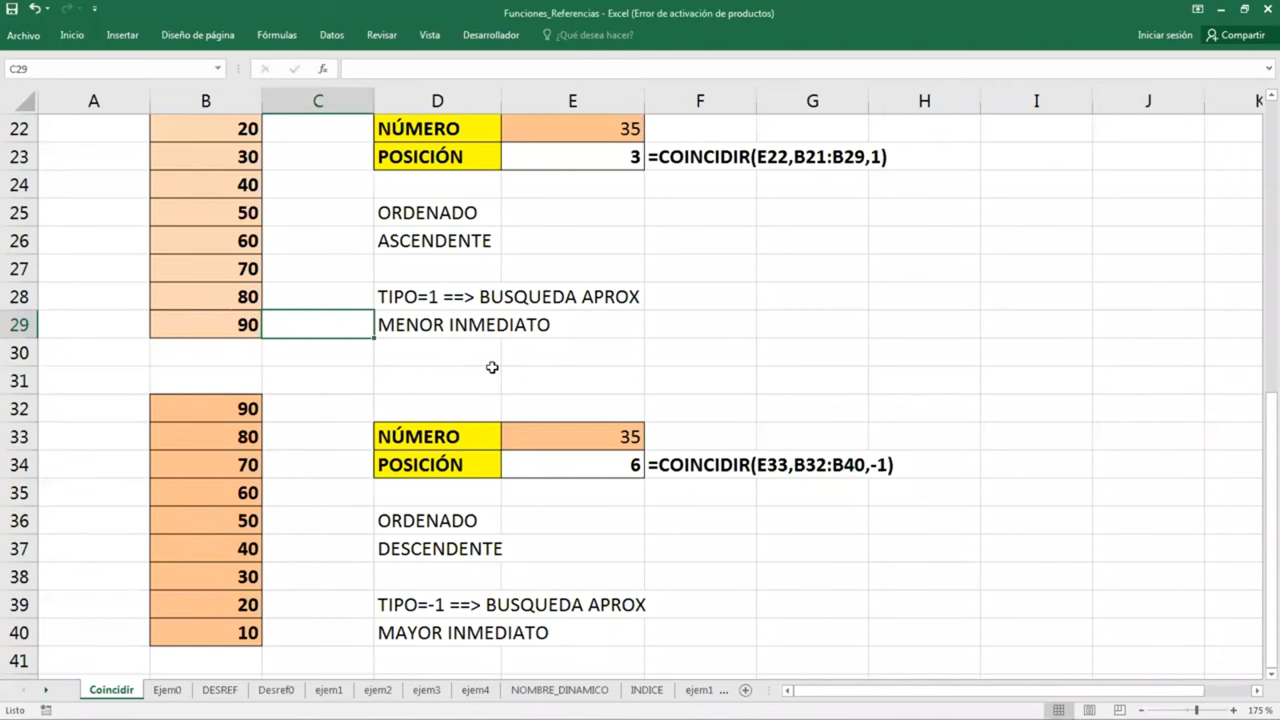 Funciones_Referencias - Excel (Error de activación de productos)
Archivo Inicio Insertar Diseño de página Fórmulas Datos Revisar Vista Desarrollador ¿Qué desea hacer? Iniciar sesión Compartir
C29 fx
A B C D E F G H I J K
22 20 NÚMERO 35
23 30 POSICIÓN 3 =COINCIDIR(E22,B21:B29,1)
24 40
25 50 ORDENADO
26 60 ASCENDENTE
27 70
28 80 TIPO=1 ==> BUSQUEDA APROX
29 90 MENOR INMEDIATO
30
31
32 90
33 80 NÚMERO 35
34 70 POSICIÓN 6 =COINCIDIR(E33,B32:B40,-1)
35 60
36 50 ORDENADO
37 40 DESCENDENTE
38 30
39 20 TIPO=-1 ==> BUSQUEDA APROX
40 10 MAYOR INMEDIATO
41
Coincidir Ejem0 DESREF Desref0 ejem1 ejem2 ejem3 ejem4 NOMBRE_DINAMICO INDICE ejem1 ...
Listo 175 %